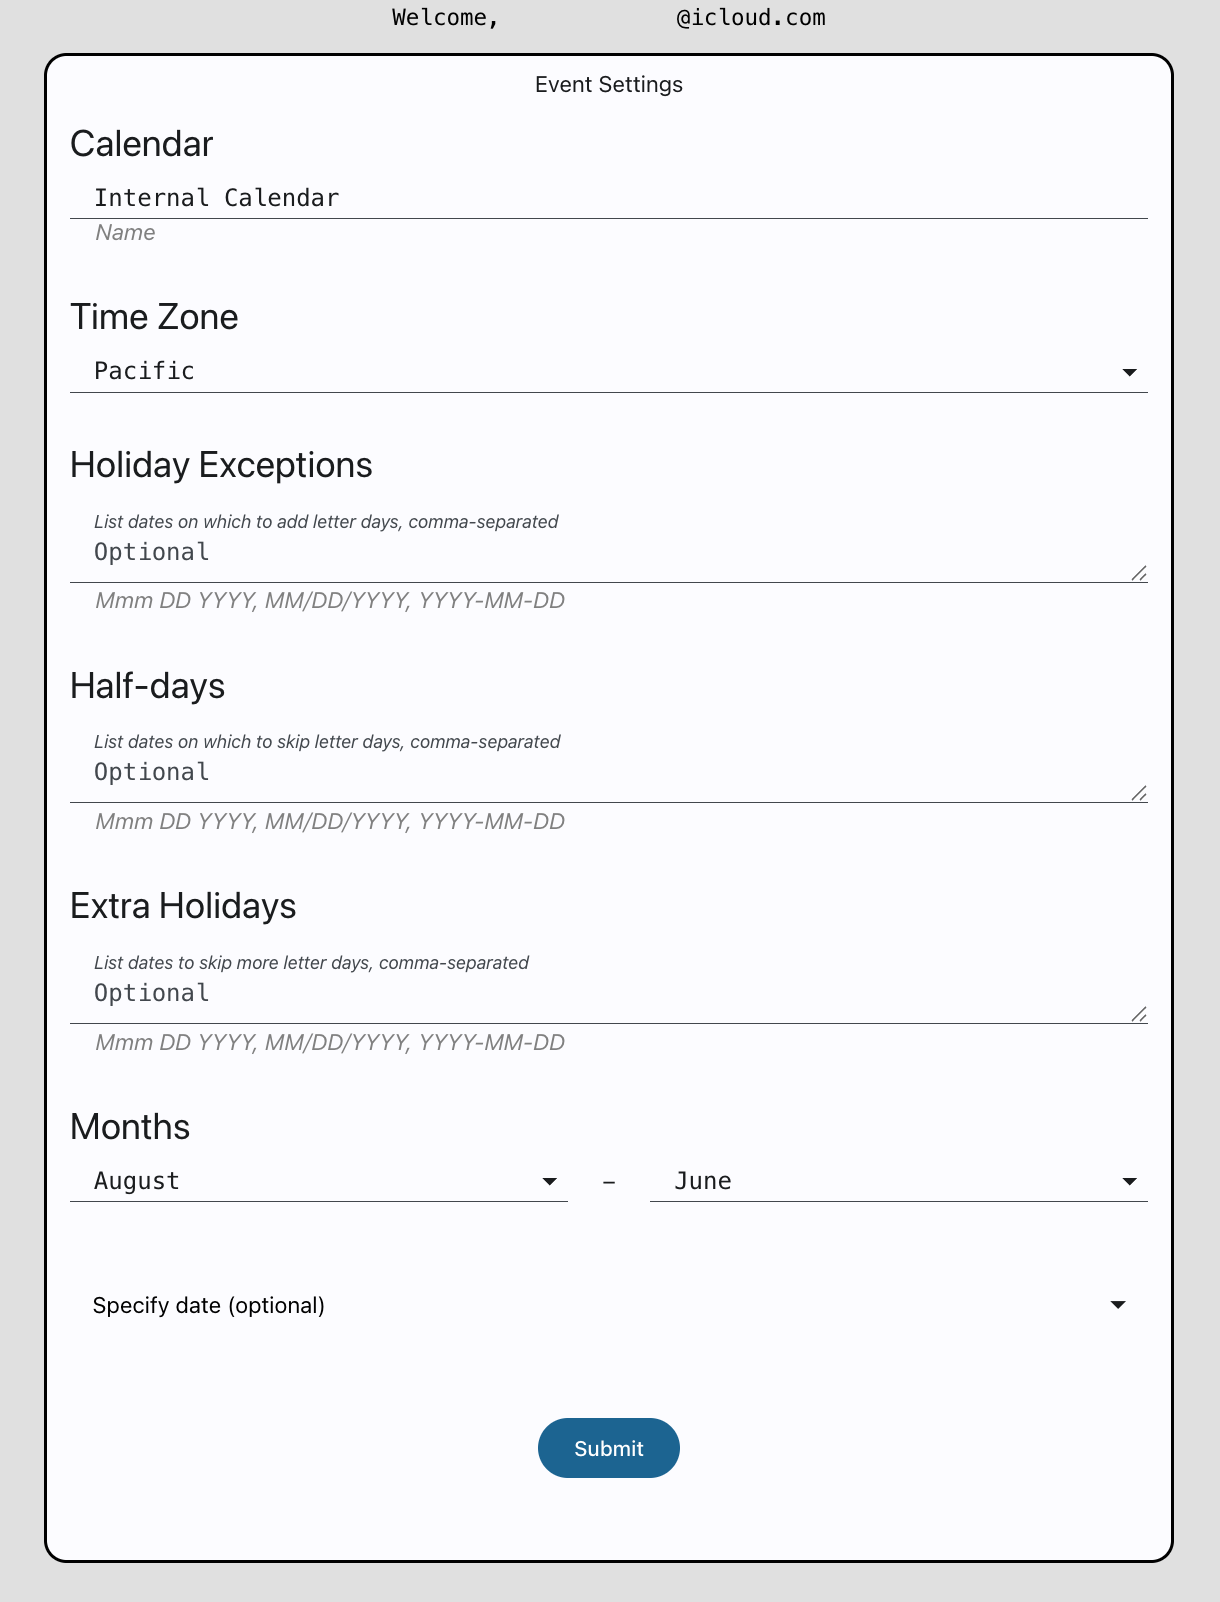 Welcome, @icloud.com
Event Settings
Calendar
Internal Calendar
Name
Time Zone
Pacific
Holiday Exceptions
List dates on which to add letter days, comma-separated
Optional
Mmm DD YYYY, MM/DD/YYYY, YYYY-MM-DD
Half-days
List dates on which to skip letter days, comma-separated
Optional
Mmm DD YYYY, MM/DD/YYYY, YYYY-MM-DD
Extra Holidays
List dates to skip more letter days, comma-separated
Optional
Mmm DD YYYY, MM/DD/YYYY, YYYY-MM-DD
Months
August – June
Specify date (optional)
Submit